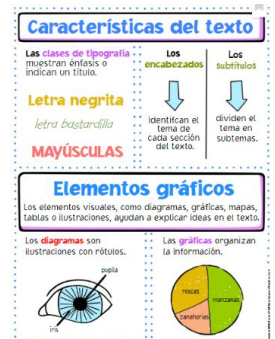 Características del texto
Las clases de tipografía
muestran énfasis o
indican un título.
Letra negrita
letra bastardilla
MAYÚSCULAS
Los
encabezados
identifican el
tema de
cada sección
del texto.
Los
subtítulos
dividen el
tema en
subtemas.
Elementos gráficos
Los elementos visuales, como diagramas, gráficas, mapas,
tablas o ilustraciones, ayudan a explicar ideas en el texto.
Los diagramas son
ilustraciones con rótulos.
pupila
iris
Las gráficas organizan
la información.
fresas
manzanas
zanahorias